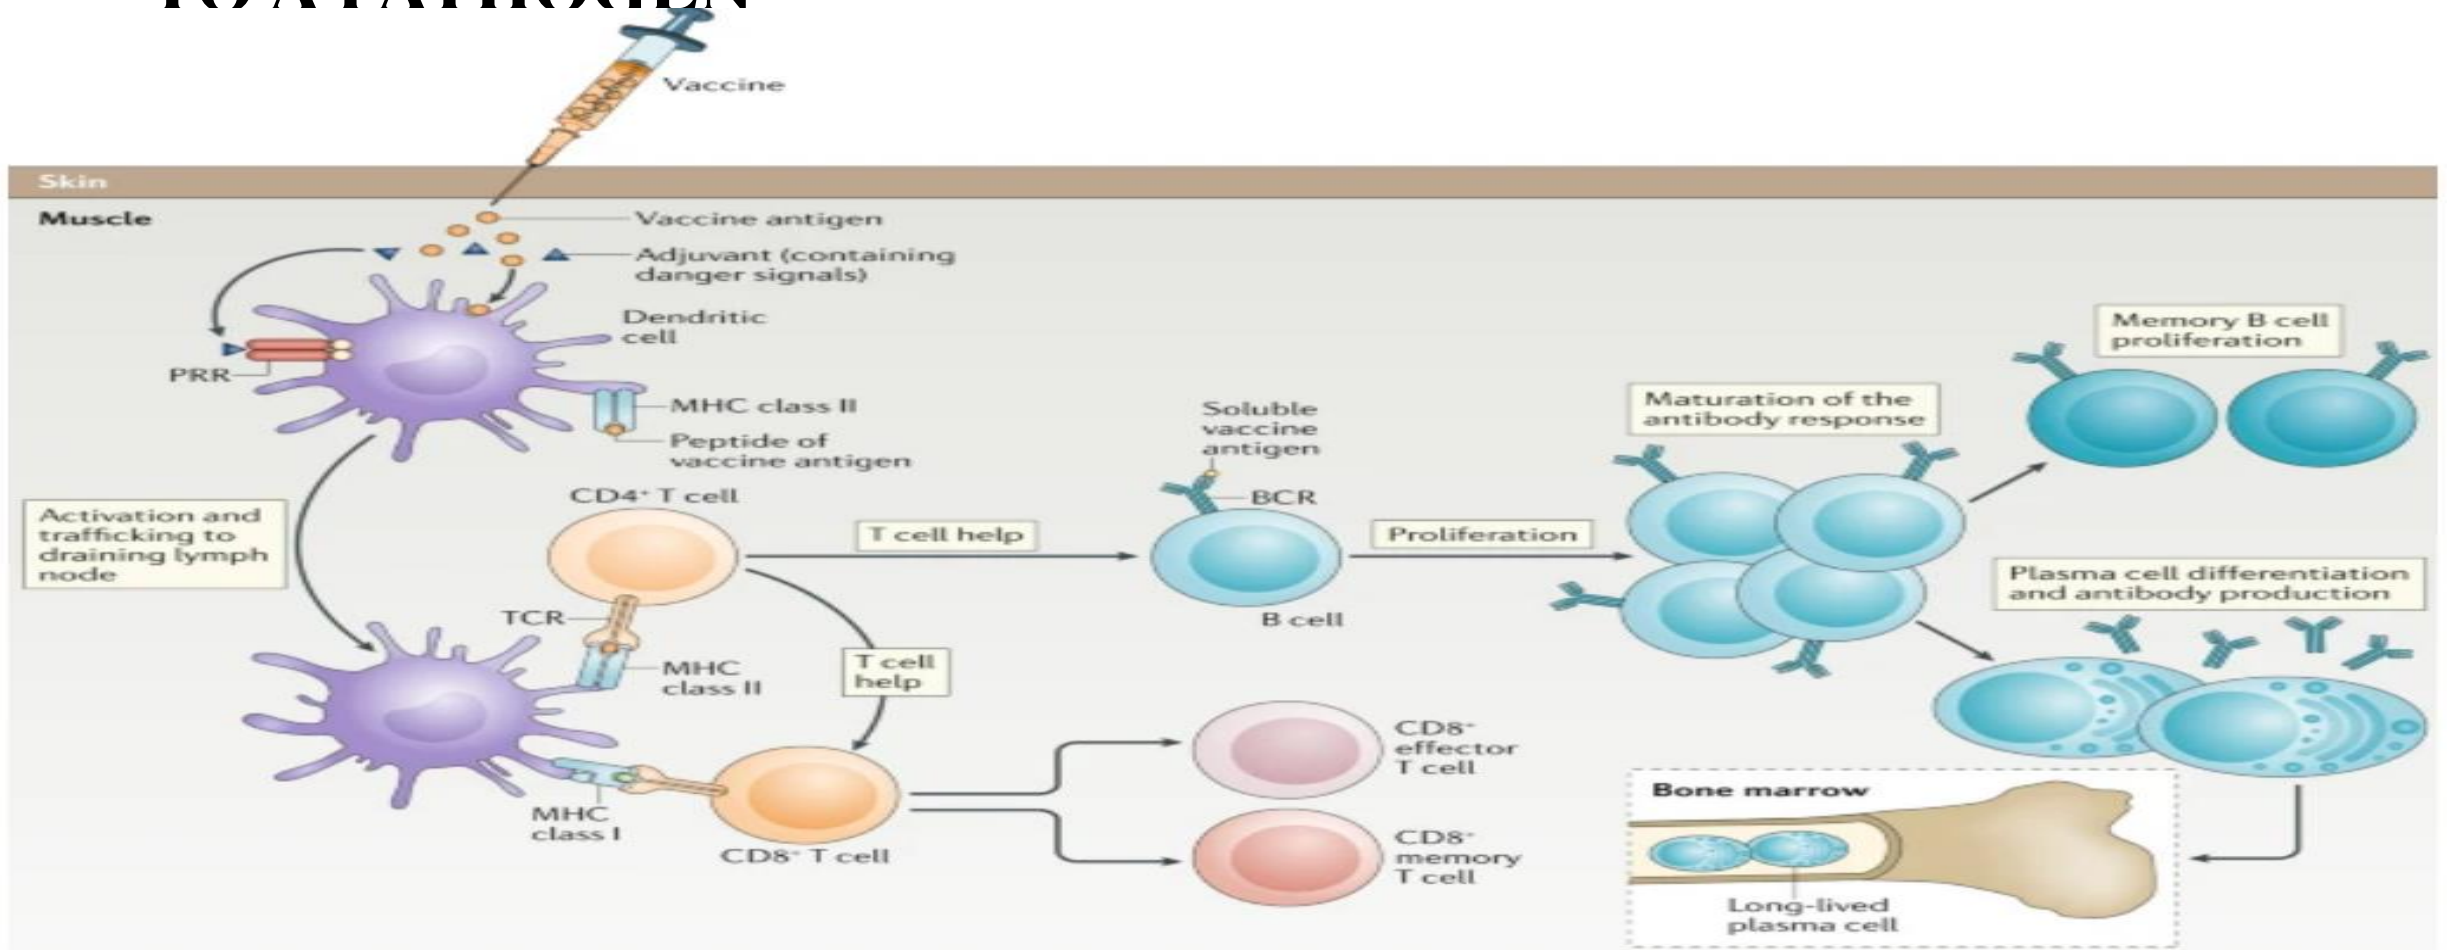 TO A PATHOGEN
Vaccine
Skin
Muscle
Vaccine antigen
Adjuvant (containing
danger signals)
Dendritic
cell
PRR
MHC class II
Peptide of
vaccine antigen
Activation and
trafficking to
draining lymph
node
CD4⁺ T cell
T cell help
TCR
MHC
class II
T cell
help
MHC
class I
CD8⁺ T cell
CD8⁺
effector
T cell
CD8⁺
memory
T cell
Soluble
vaccine
antigen
BCR
B cell
Proliferation
Maturation of the
antibody response
Memory B cell
proliferation
Plasma cell differentiation
and antibody production
Bone marrow
Long-lived
plasma cell